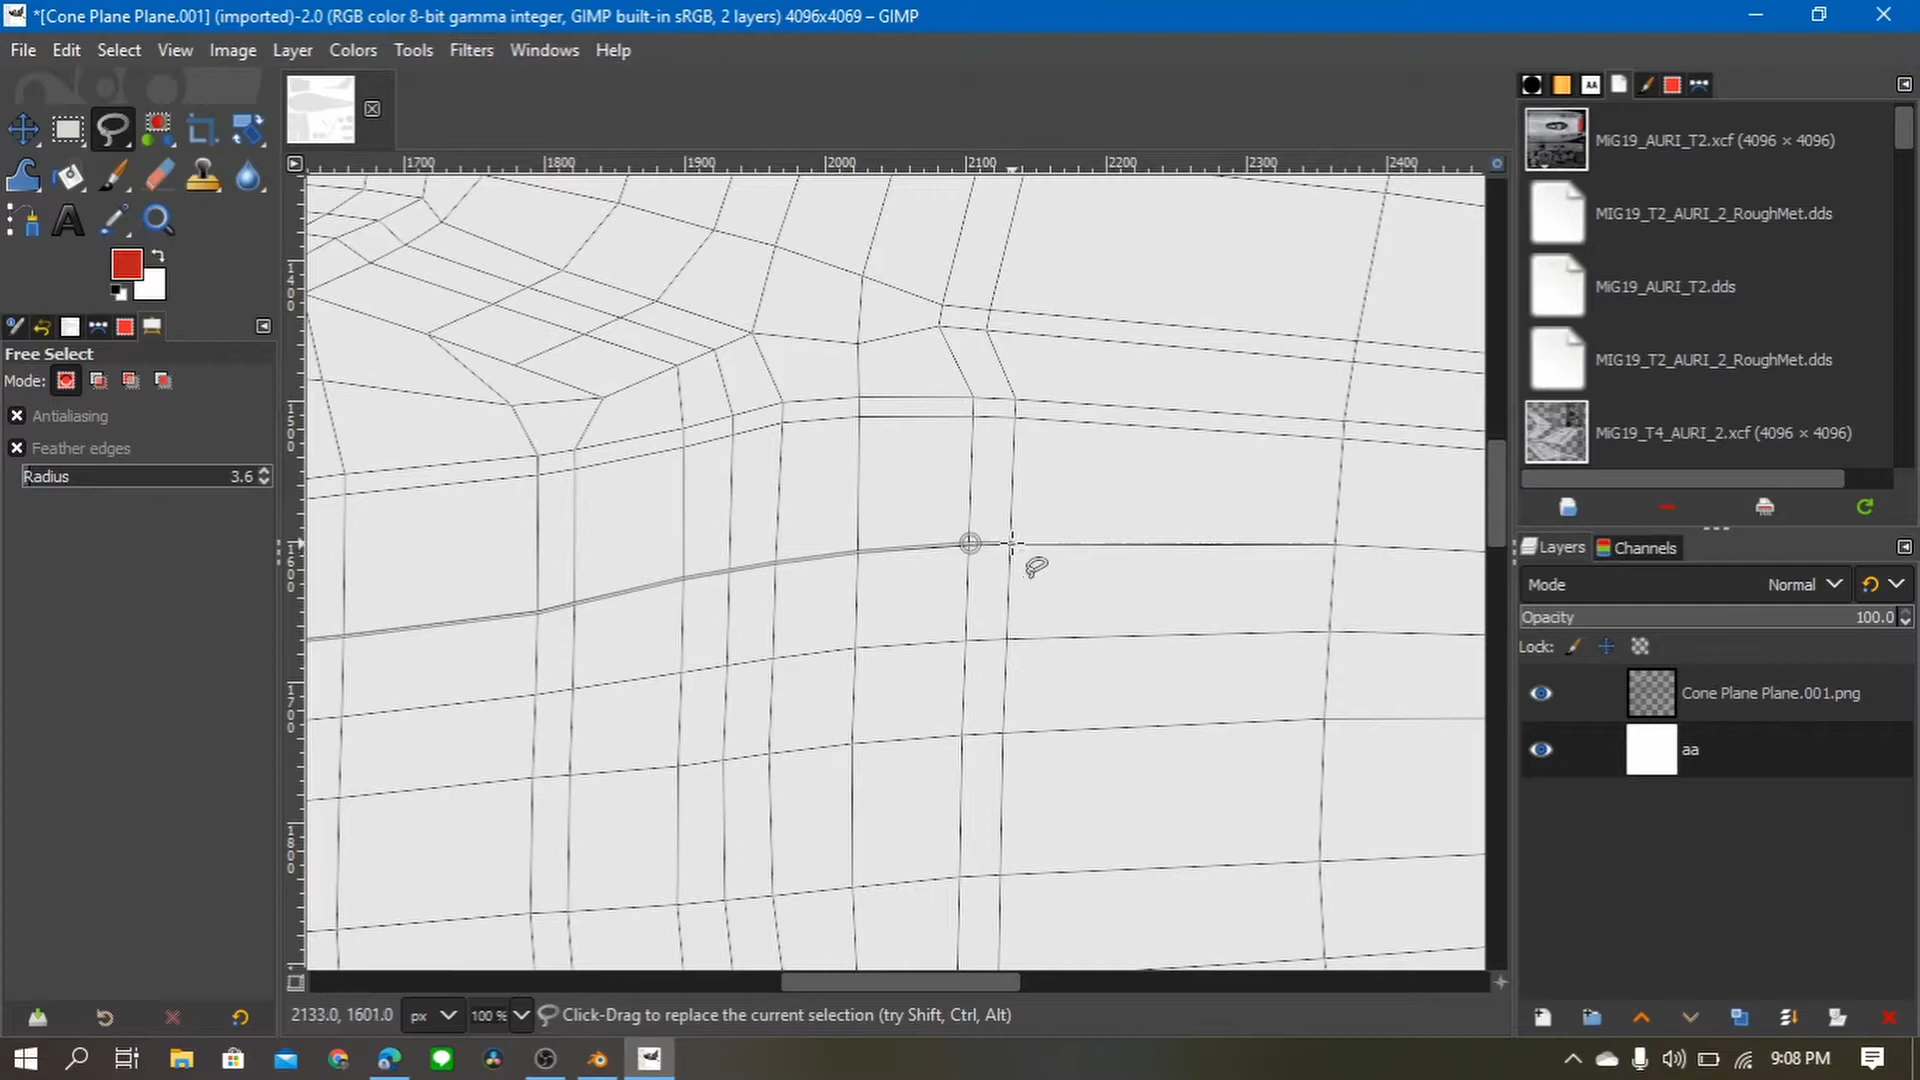 *[Cone Plane Plane.001] (imported)-2.0 (RGB color 8-bit gamma integer, GIMP built-in sRGB, 2 layers) 4096x4069 – GIMP
File Edit Select View Image Layer Colors Tools Filters Windows Help
1700 1800 1900 2000 2100 2200 2300 2400
1400
1500
1600
1700
1800
Free Select
Mode:
Antialiasing
Feather edges
Radius 3.6
MiG19_AURI_T2.xcf (4096 × 4096)
MIG19_T2_AURI_2_RoughMet.dds
MiG19_AURI_T2.dds
MIG19_T2_AURI_2_RoughMet.dds
MiG19_T4_AURI_2.xcf (4096 × 4096)
Layers Channels
Mode Normal
Opacity 100.0
Lock:
Cone Plane Plane.001.png
aa
2133.0, 1601.0 px 100 % Click-Drag to replace the current selection (try Shift, Ctrl, Alt)
9:08 PM